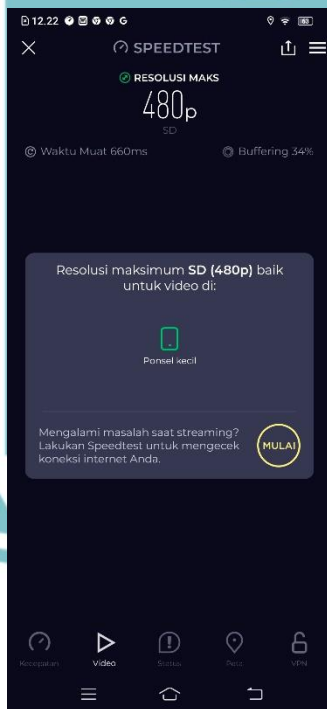 12.22
63
SPEEDTEST
RESOLUSI MAKS
480p
SD
Waktu Muat 660ms
Buffering 34%
Resolusi maksimum SD (480p) baik
untuk video di:
Ponsel kecil
Mengalami masalah saat streaming?
Lakukan Speedtest untuk mengecek
koneksi internet Anda.
MULAI
Kecepatan Video Status Peta VPN